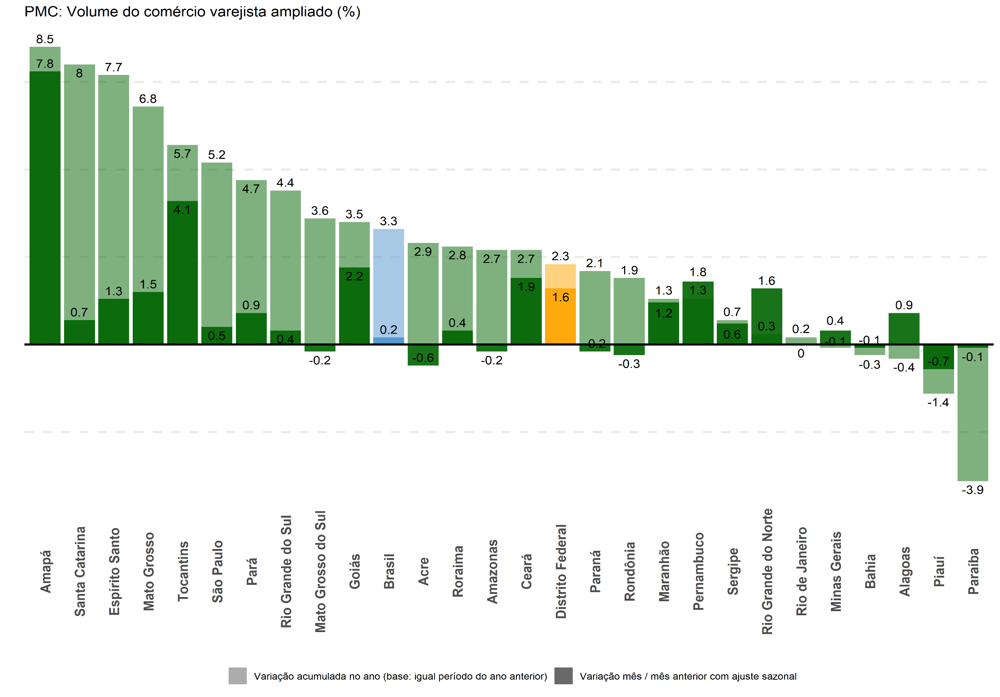 PMC: Volume do comércio varejista ampliado (%)
8.5
7.8
8
0.7
7.7
1.3
6.8
1.5
5.7
4.1
5.2
0.5
4.7
0.9
4.4
0.4
3.6
-0.2
3.5
2.2
3.3
0.2
2.9
-0.6
2.8
0.4
2.7
-0.2
2.7
1.9
2.3
1.6
2.1
0.2
1.9
-0.3
1.3
1.2
1.8
1.3
0.7
0.6
1.6
0.3
0.2
0
0.4
-0.1
-0.1
-0.3
0.9
-0.4
-0.7
-1.4
-0.1
-3.9
Amapá
Santa Catarina
Espírito Santo
Mato Grosso
Tocantins
São Paulo
Pará
Rio Grande do Sul
Mato Grosso do Sul
Goiás
Brasil
Acre
Roraima
Amazonas
Ceará
Distrito Federal
Paraná
Rondônia
Maranhão
Pernambuco
Sergipe
Rio Grande do Norte
Rio de Janeiro
Minas Gerais
Bahia
Alagoas
Piauí
Paraíba
Variação acumulada no ano (base: igual período do ano anterior)
Variação mês / mês anterior com ajuste sazonal